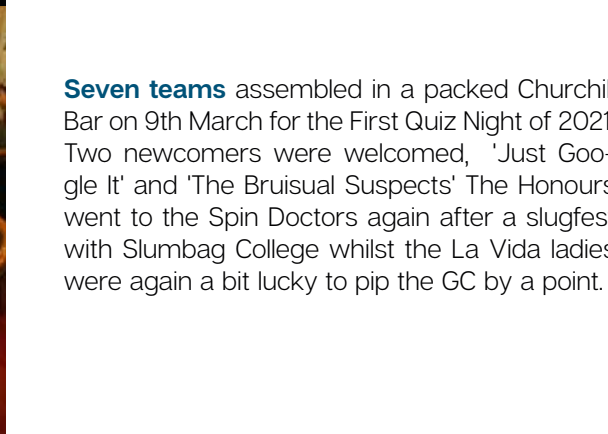 Seven teams assembled in a packed Churchil
Bar on 9th March for the First Quiz Night of 2021
Two newcomers were welcomed, 'Just Goo-
gle It' and 'The Bruisual Suspects' The Honours
went to the Spin Doctors again after a slugfes
with Slumbag College whilst the La Vida ladies
were again a bit lucky to pip the GC by a point.